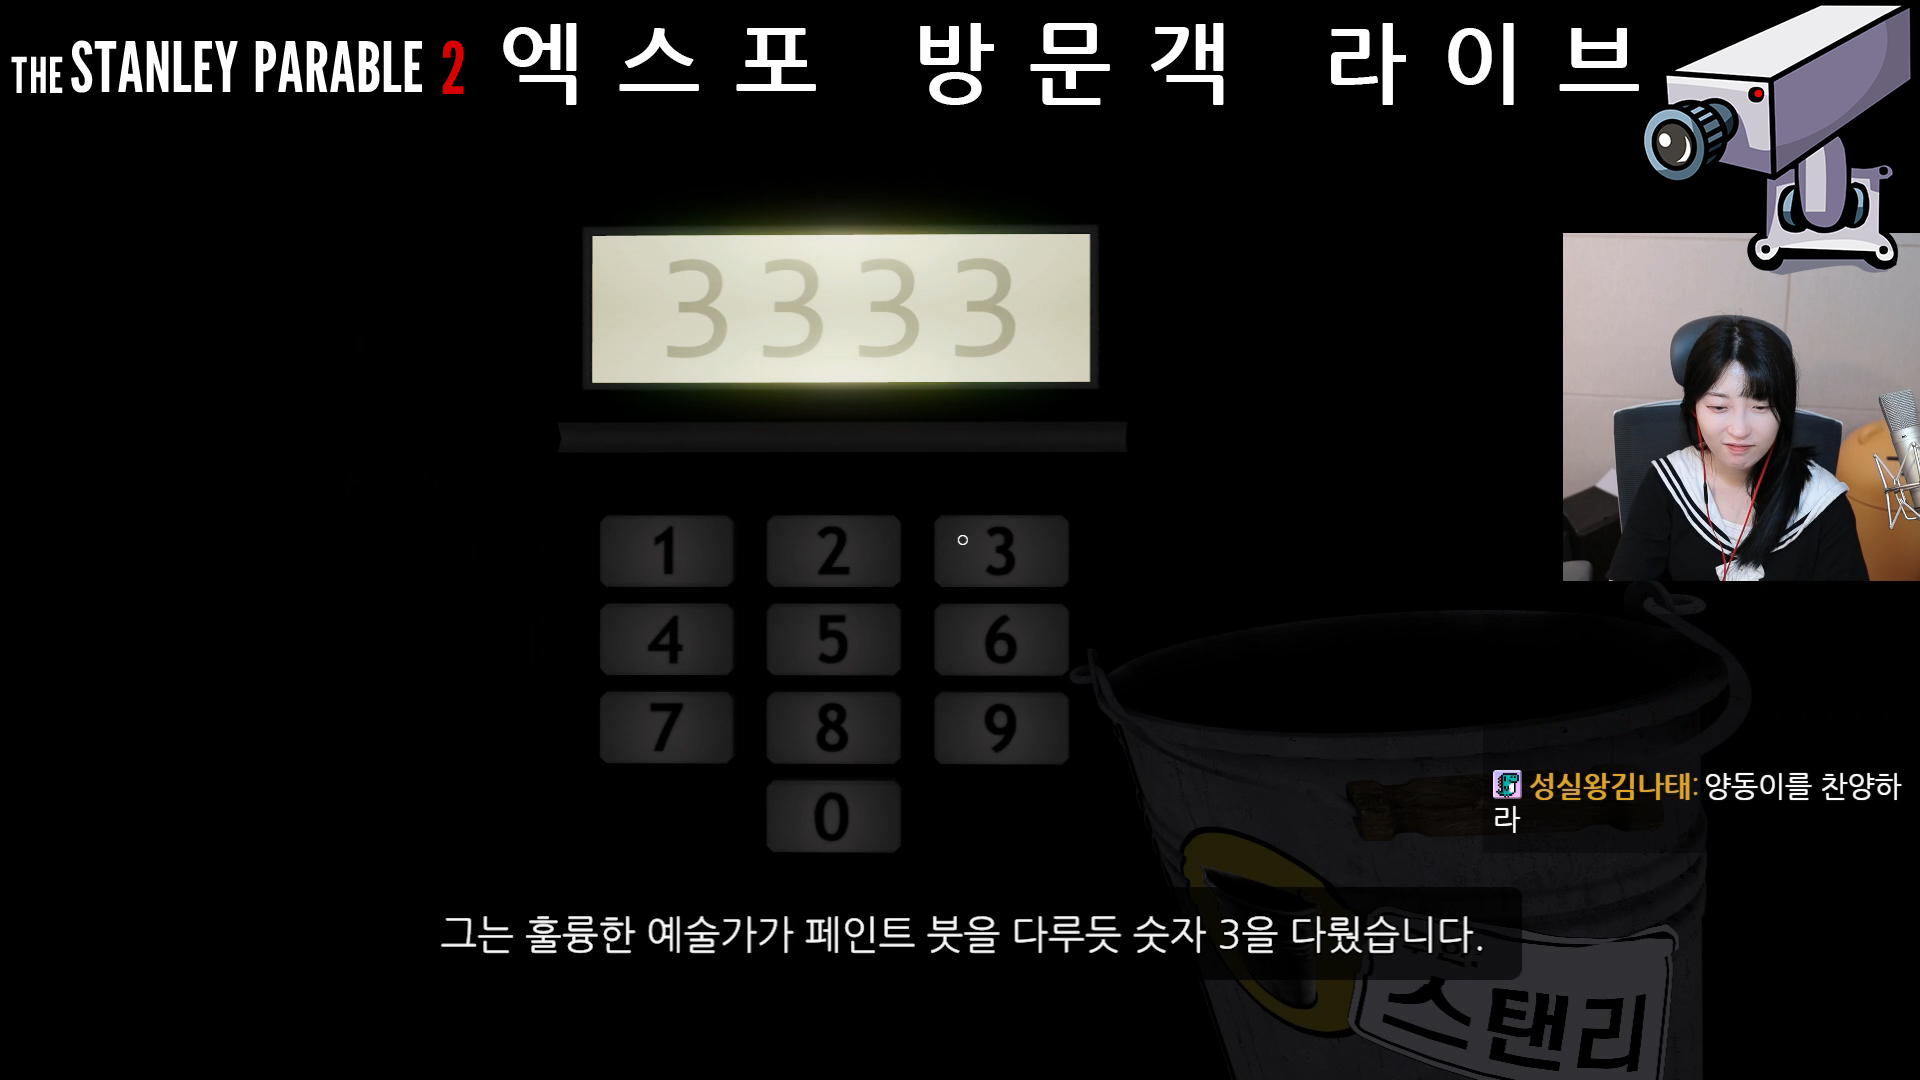 THE STANLEY PARABLE 2 엑스포 방문객 라이브
3333
1 2 3
4 5 6
7 8 9
0
성실왕김나태: 양동이를 찬양하
라
그는 훌륭한 예술가가 페인트 붓을 다루듯 숫자 3을 다뤘습니다.
스탠리